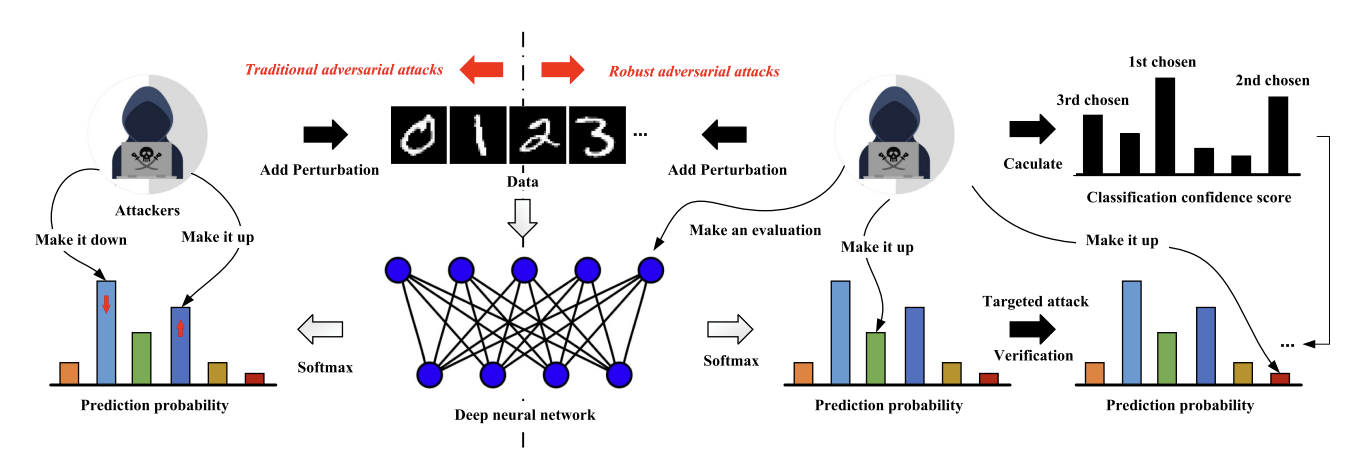 Traditional adversarial attacks
Robust adversarial attacks
1st chosen
2nd chosen
3rd chosen
Add Perturbation
...
Add Perturbation
Caculate
Data
Classification confidence score
Attackers
Make it down
Make it up
Make an evaluation
Make it up
Make it up
Targeted attack
Verification
...
Softmax
Softmax
Prediction probability
Deep neural network
Prediction probability
Prediction probability
0 1 2 3